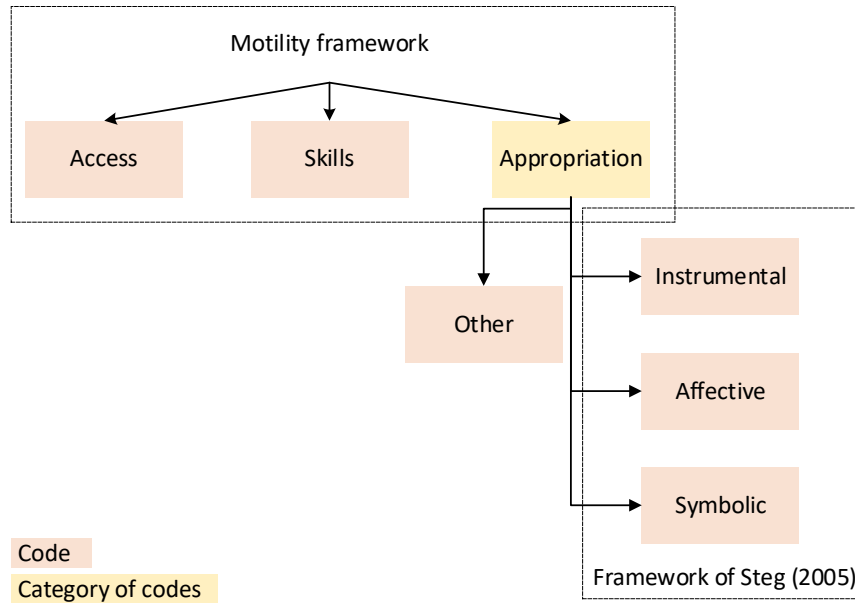 Motility framework
Access
Skills
Appropriation
Instrumental
Other
Affective
Symbolic
Code
Category of codes
Framework of Steg (2005)